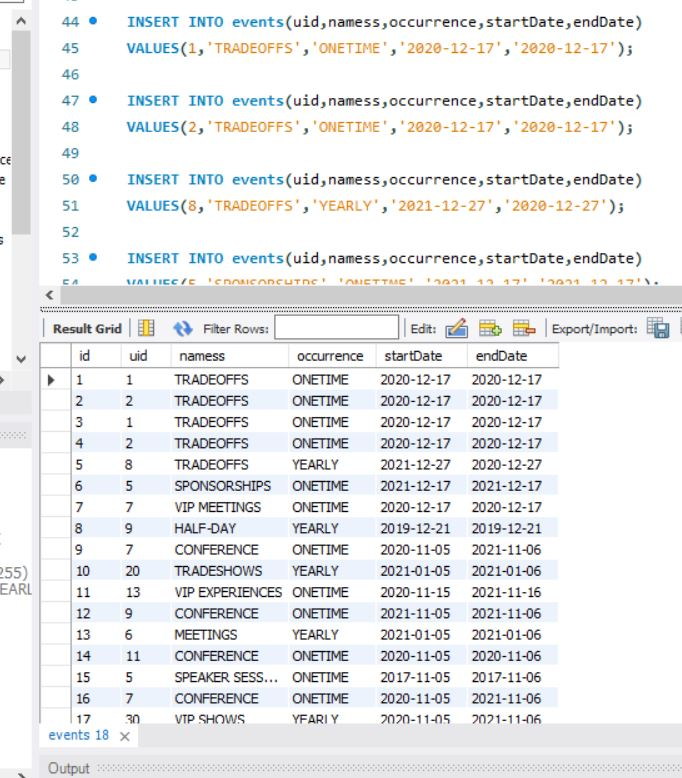 44 INSERT INTO events(uid,namess,occurrence,startDate,endDate)
45 VALUES(1,'TRADEOFFS','ONETIME','2020-12-17','2020-12-17');
46
47 INSERT INTO events(uid,namess,occurrence,startDate,endDate)
48 VALUES(2,'TRADEOFFS','ONETIME','2020-12-17','2020-12-17');
49
50 INSERT INTO events(uid,namess,occurrence,startDate,endDate)
51 VALUES(8,'TRADEOFFS','YEARLY','2021-12-27','2020-12-27');
52
53 INSERT INTO events(uid,namess,occurrence,startDate,endDate)
54 VALUES(5,'SPONSORSHIPS','ONETIME','2021-12-17','2021-12-17');
Result Grid Filter Rows: Edit: Export/Import:
id uid namess occurrence startDate endDate
1 1 TRADEOFFS ONETIME 2020-12-17 2020-12-17
2 2 TRADEOFFS ONETIME 2020-12-17 2020-12-17
3 1 TRADEOFFS ONETIME 2020-12-17 2020-12-17
4 2 TRADEOFFS ONETIME 2020-12-17 2020-12-17
5 8 TRADEOFFS YEARLY 2021-12-27 2020-12-27
6 5 SPONSORSHIPS ONETIME 2021-12-17 2021-12-17
7 7 VIP MEETINGS ONETIME 2020-12-17 2020-12-17
8 9 HALF-DAY YEARLY 2019-12-21 2019-12-21
9 7 CONFERENCE ONETIME 2020-11-05 2021-11-06
10 20 TRADESHOWS YEARLY 2021-01-05 2021-01-06
11 13 VIP EXPERIENCES ONETIME 2020-11-15 2021-11-16
12 9 CONFERENCE ONETIME 2021-11-05 2021-11-06
13 6 MEETINGS YEARLY 2021-01-05 2021-01-06
14 11 CONFERENCE ONETIME 2020-11-05 2020-11-06
15 5 SPEAKER SESS... ONETIME 2017-11-05 2017-11-06
16 7 CONFERENCE ONETIME 2020-11-05 2021-11-06
17 30 VIP SHOWS YEARLY 2020-11-05 2021-11-06
255)
EARL
events 18
Output